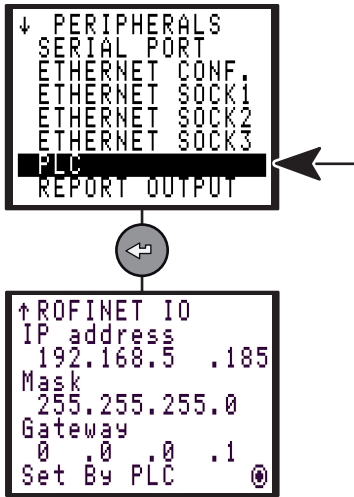 ↓ PERIPHERALS
SERIAL PORT
ETHERNET CONF.
ETHERNET SOCK1
ETHERNET SOCK2
ETHERNET SOCK3
PLC
REPORT OUTPUT
↑ROFINET IO
IP address
192.168.5 .185
Mask
255.255.255.0
Gateway
0 .0 .0 .1
Set By PLC